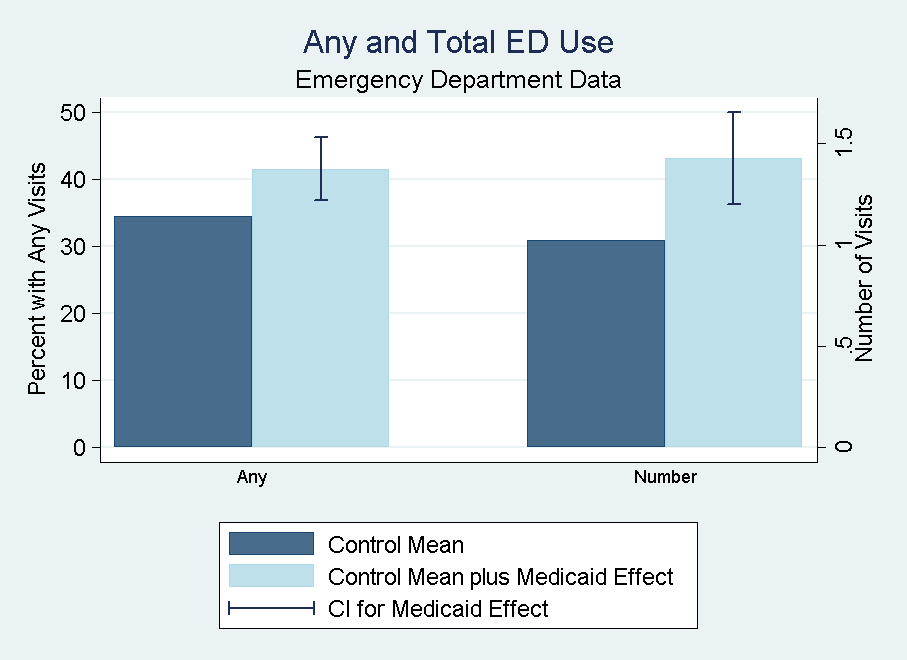 Any and Total ED Use
Emergency Department Data
Percent with Any Visits
50
40
30
20
10
0
1.5
1
.5
0
Number of Visits
Any
Number
Control Mean
Control Mean plus Medicaid Effect
CI for Medicaid Effect